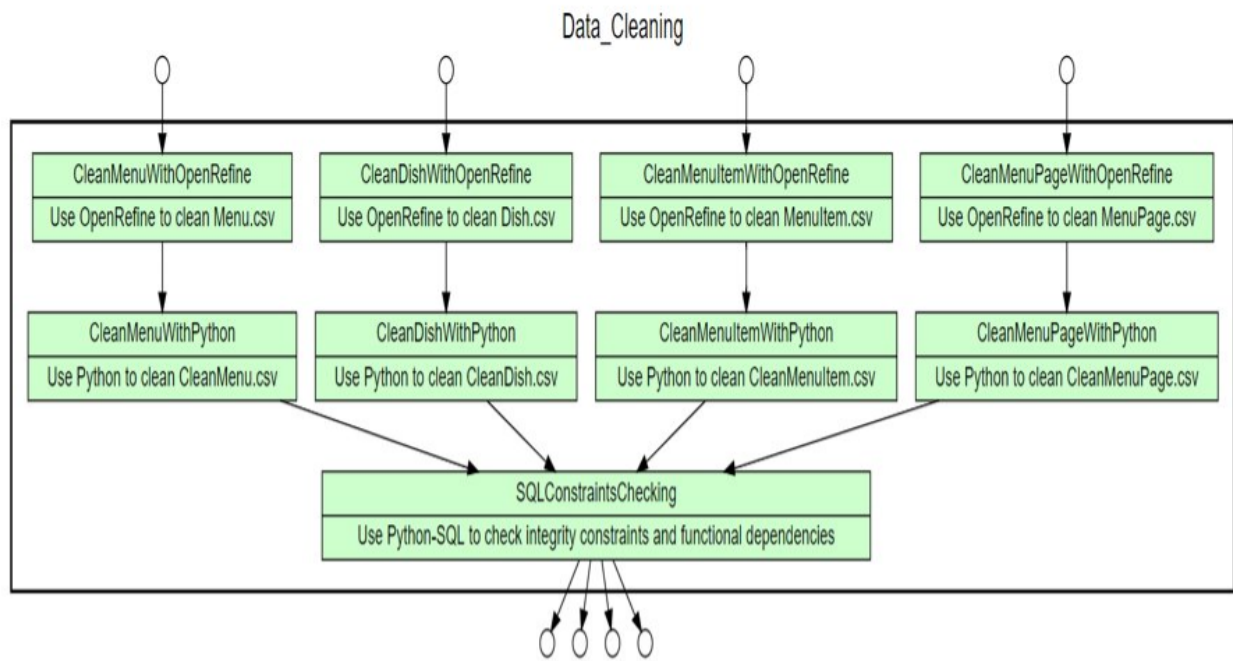 Data_Cleaning
CleanMenuWithOpenRefine
Use OpenRefine to clean Menu.csv
CleanDishWithOpenRefine
Use OpenRefine to clean Dish.csv
CleanMenuItemWithOpenRefine
Use OpenRefine to clean MenuItem.csv
CleanMenuPageWithOpenRefine
Use OpenRefine to clean MenuPage.csv
CleanMenuWithPython
Use Python to clean CleanMenu.csv
CleanDishWithPython
Use Python to clean CleanDish.csv
CleanMenuItemWithPython
Use Python to clean CleanMenuItem.csv
CleanMenuPageWithPython
Use Python to clean CleanMenuPage.csv
SQLConstraintsChecking
Use Python-SQL to check integrity constraints and functional dependencies